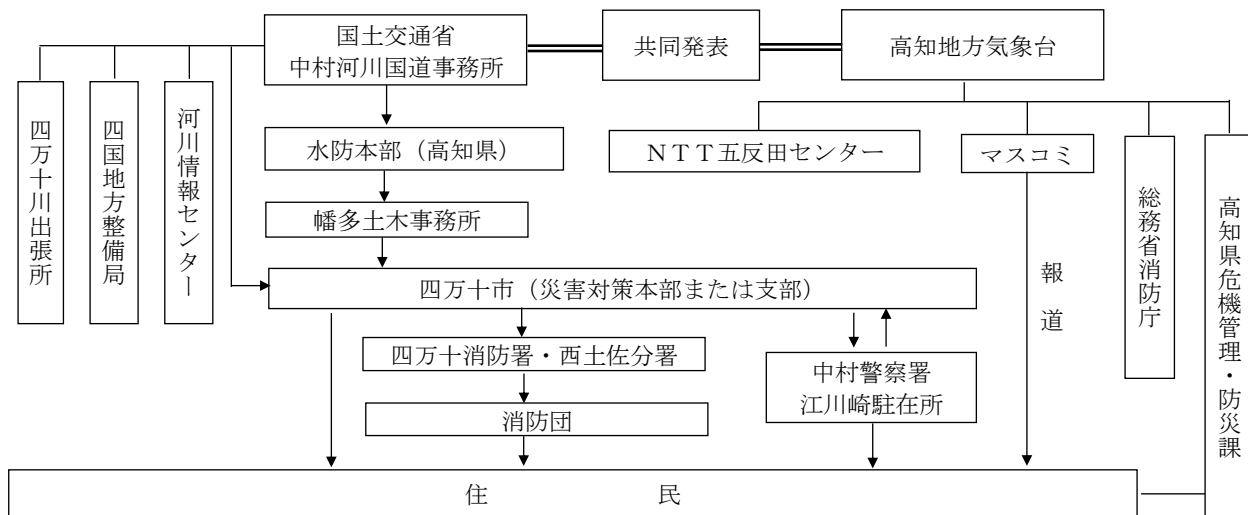 国土交通省
中村河川国道事務所
共同発表
高知地方気象台
四万十川出張所
四国地方整備局
河川情報センター
水防本部(高知県)
NTT五反田センター
マスコミ
総務省消防庁
高知県危機管理・防災課
幡多土木事務所
四万十市(災害対策本部または支部)
報道
四万十消防署・西土佐分署
中村警察署
江川崎駐在所
消防団
住民